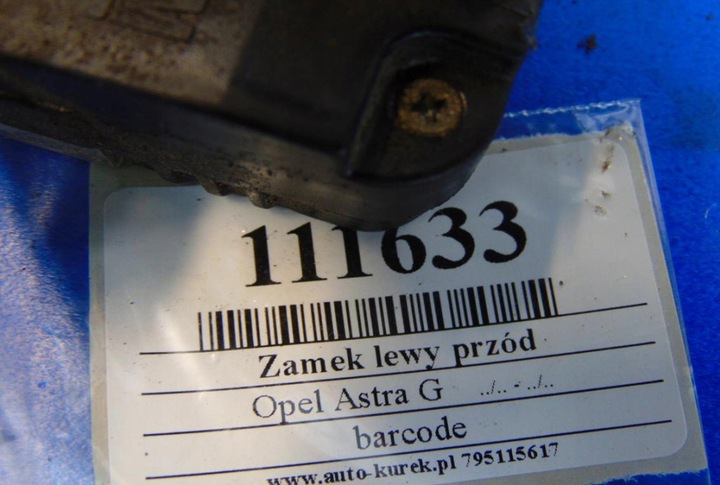 111633
Zamek lewy przód
Opel Astra G ../.. - ../..
barcode
www.auto-kurek.pl 795115617